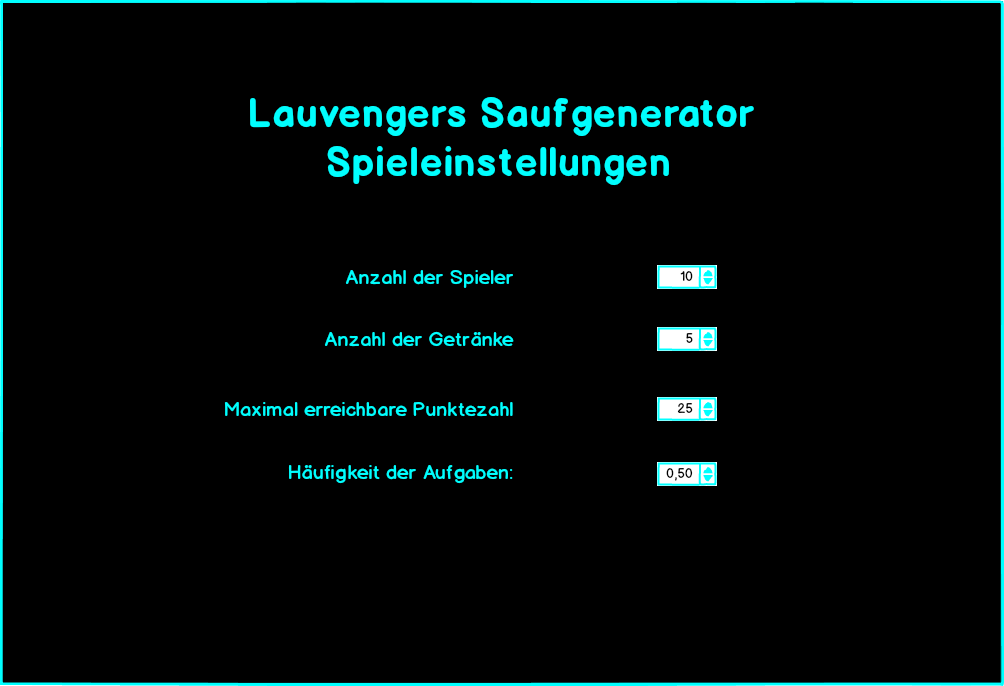 Lauvengers Saufgenerator
Spieleinstellungen
Anzahl der Spieler 10
Anzahl der Getränke 5
Maximal erreichbare Punktezahl 25
Häufigkeit der Aufgaben: 0,50